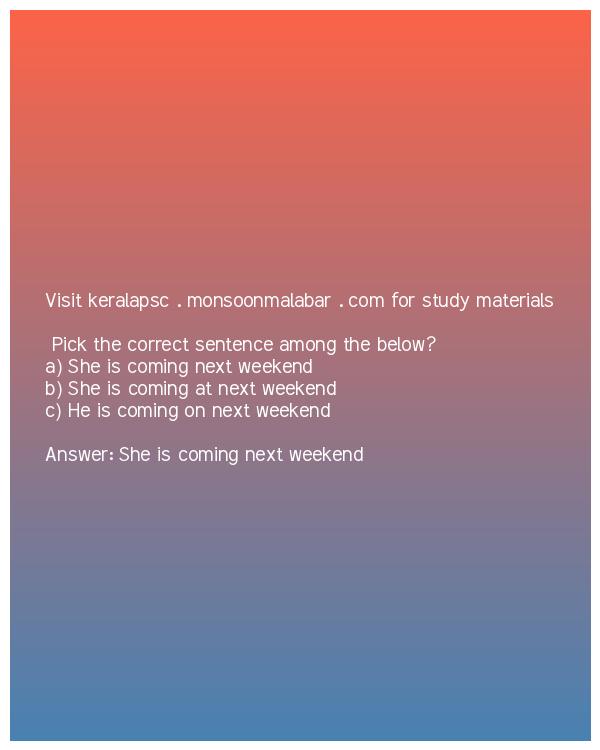 Visit keralapsc . monsoonmalabar . com for study materials
Pick the correct sentence among the below?
a) She is coming next weekend
b) She is coming at next weekend
c) He is coming on next weekend
Answer: She is coming next weekend